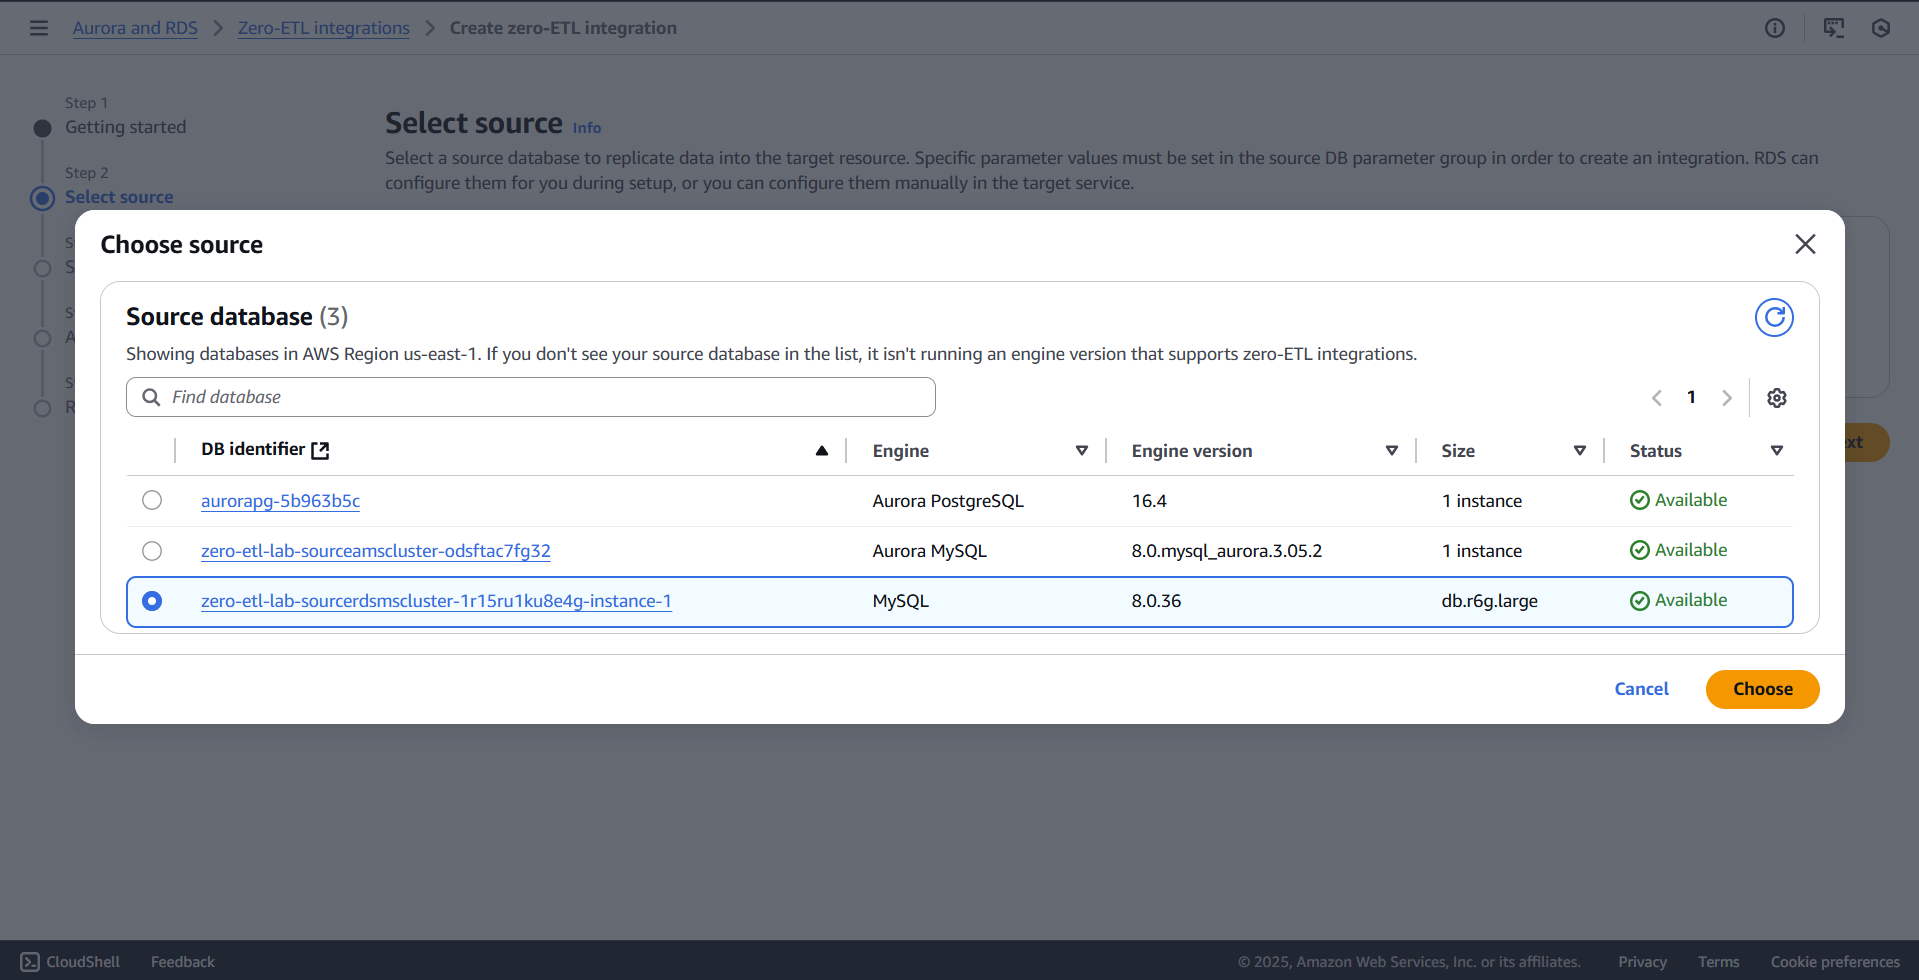 Aurora and RDS > Zero-ETL integrations > Create zero-ETL integration
Step 1
Getting started
Step 2
Select source
Select source Info
Select a source database to replicate data into the target resource. Specific parameter values must be set in the source DB parameter group in order to create an integration. RDS can
configure them for you during setup, or you can configure them manually in the target service.
Choose source
Source database (3)
Showing databases in AWS Region us-east-1. If you don't see your source database in the list, it isn't running an engine version that supports zero-ETL integrations.
Find database
1
DB identifier Engine Engine version Size Status
aurorapg-5b963b5c Aurora PostgreSQL 16.4 1 instance Available
zero-etl-lab-sourceamscluster-odsftac7fg32 Aurora MySQL 8.0.mysql_aurora.3.05.2 1 instance Available
zero-etl-lab-sourcerdsmscluster-1r15ru1ku8e4g-instance-1 MySQL 8.0.36 db.r6g.large Available
Cancel Choose
CloudShell Feedback © 2025, Amazon Web Services, Inc. or its affiliates. Privacy Terms Cookie preferences